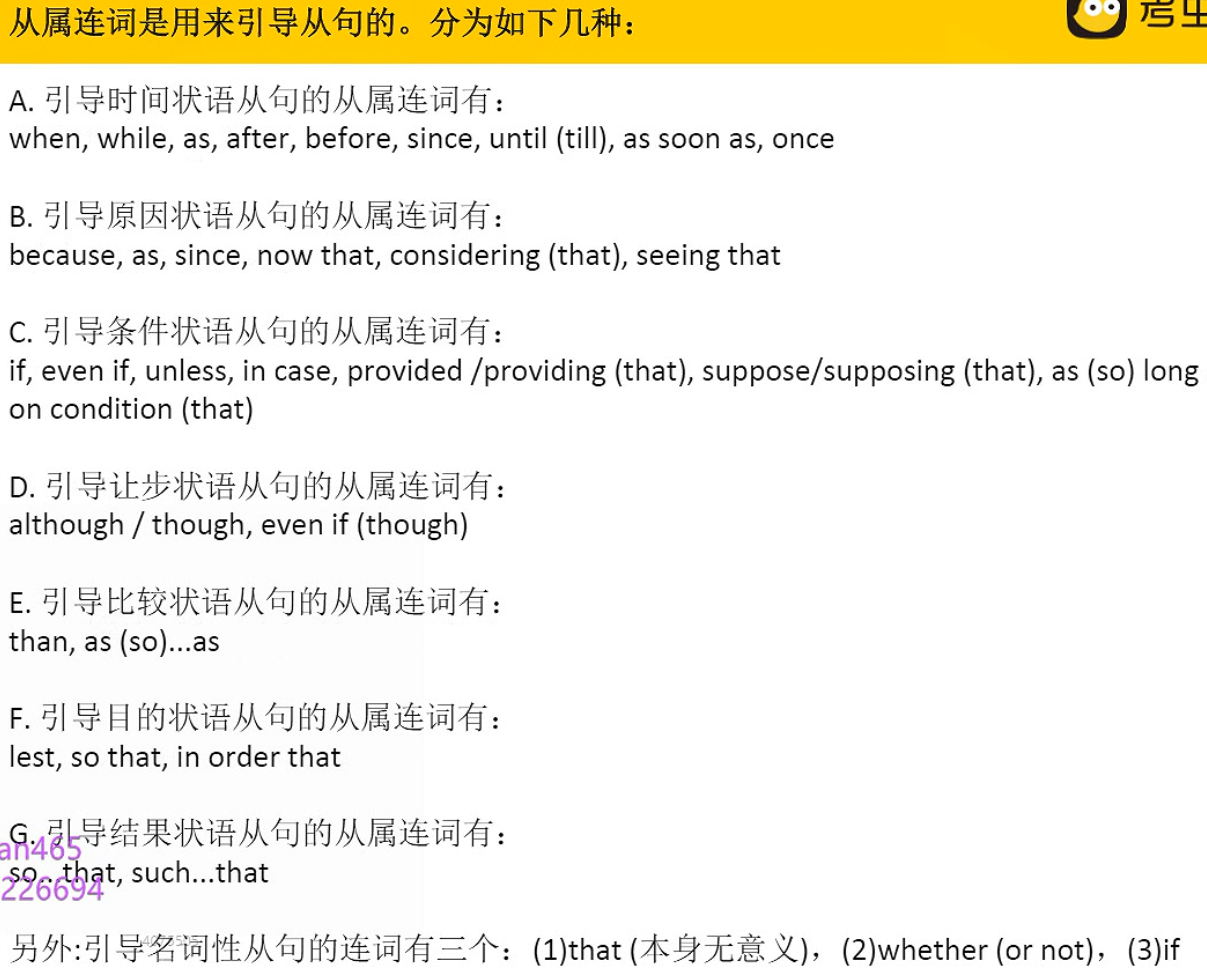 从属连词是用来引导从句的。分为如下几种：
A. 引导时间状语从句的从属连词有：
when, while, as, after, before, since, until (till), as soon as, once
B. 引导原因状语从句的从属连词有：
because, as, since, now that, considering (that), seeing that
C. 引导条件状语从句的从属连词有：
if, even if, unless, in case, provided /providing (that), suppose/supposing (that), as (so) long
on condition (that)
D. 引导让步状语从句的从属连词有：
although / though, even if (though)
E. 引导比较状语从句的从属连词有：
than, as (so)...as
F. 引导目的状语从句的从属连词有：
lest, so that, in order that
G. 引导结果状语从句的从属连词有：
an465
so...that, such...that
226694
另外:引导名词性从句的连词有三个：(1)that (本身无意义)，(2)whether (or not)，(3)if